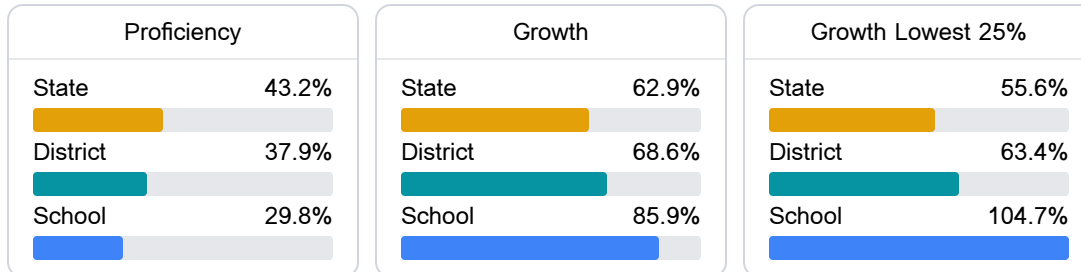 Proficiency
State 43.2%
District 37.9%
School 29.8%
Growth
State 62.9%
District 68.6%
School 85.9%
Growth Lowest 25%
State 55.6%
District 63.4%
School 104.7%